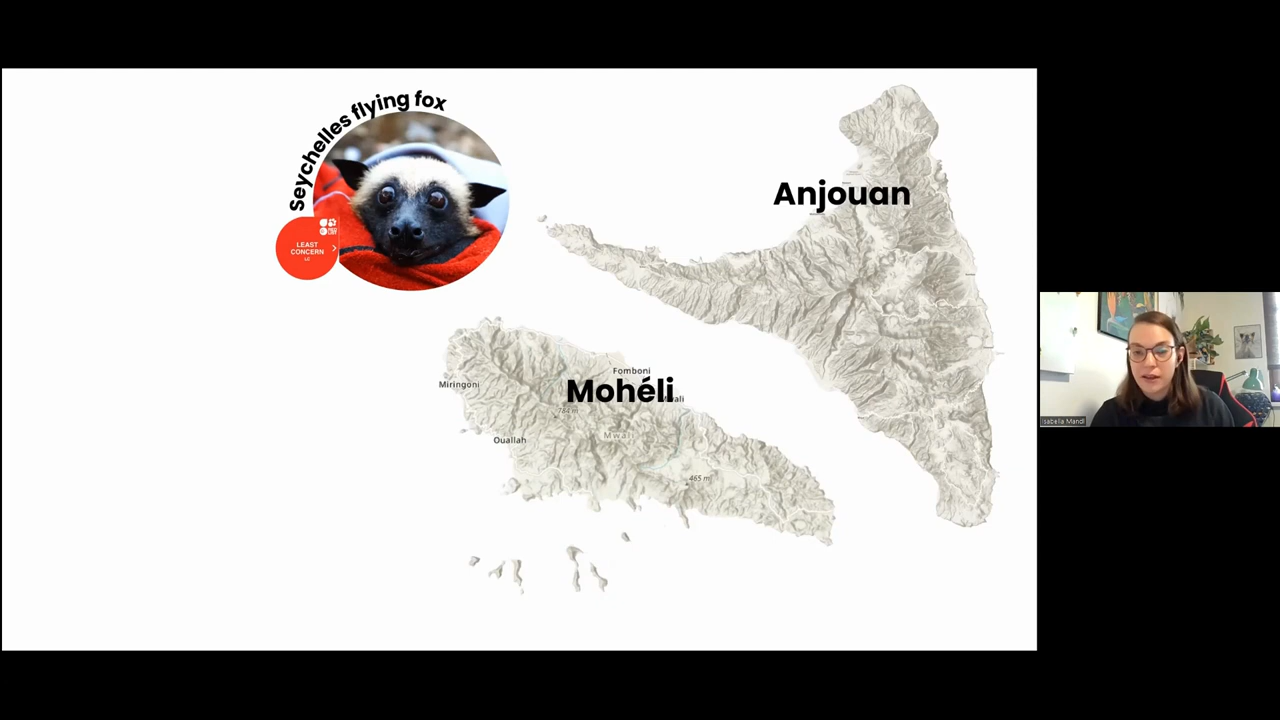 Seychelles flying fox
LEAST
CONCERN
Anjouan
Fomboni
Miringoni
Mohéli
784 m
Mwali
Ouallah
465 m
Isabella Mandl